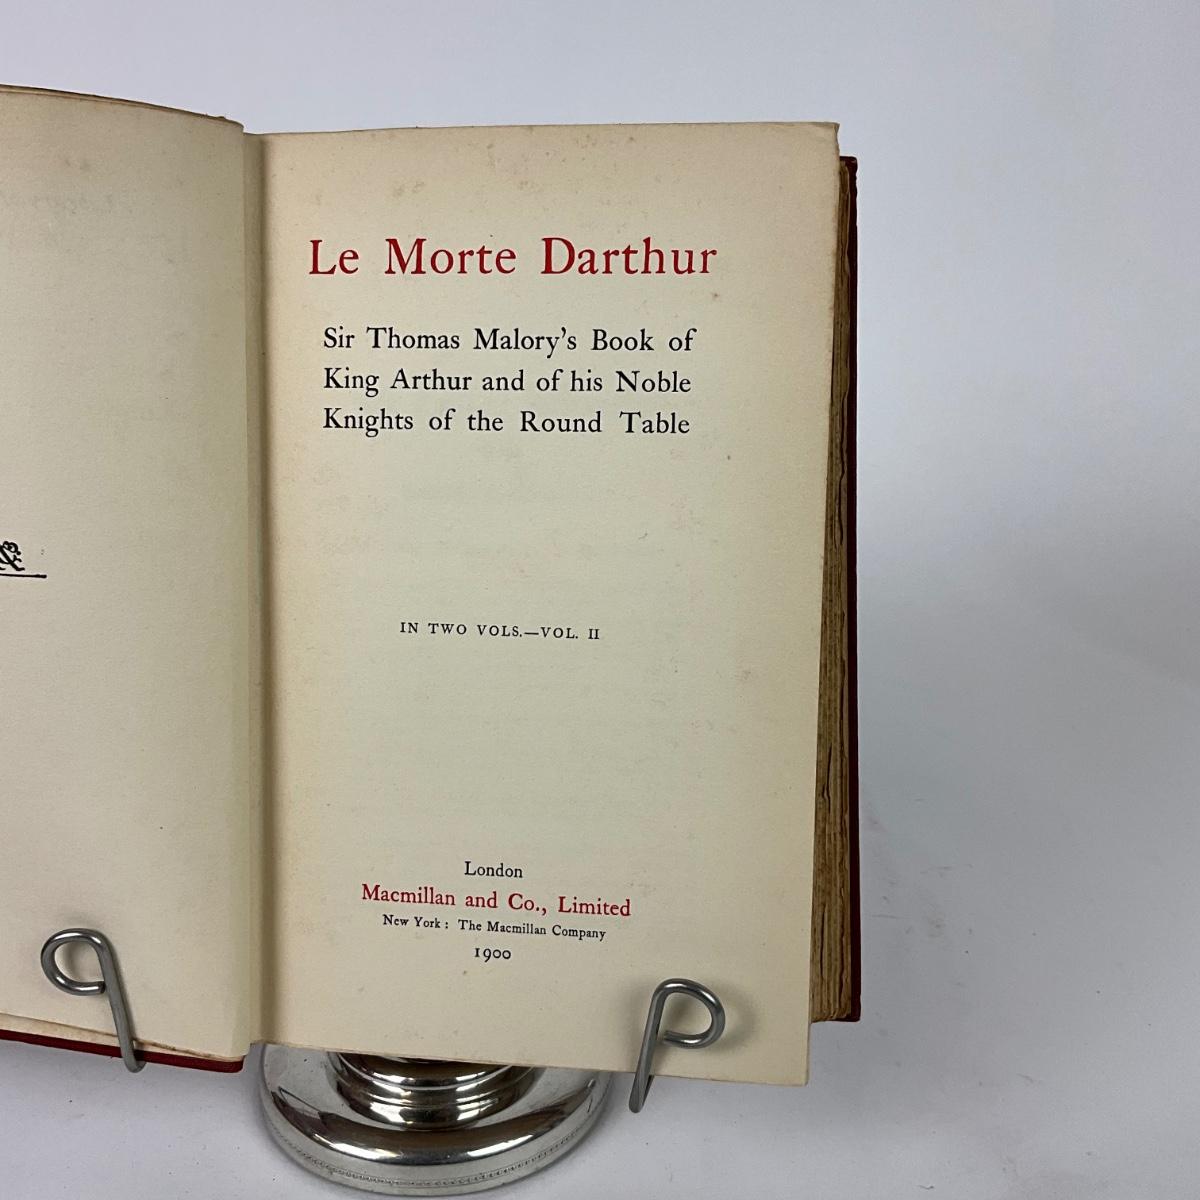 Le Morte Darthur
Sir Thomas Malory's Book of
King Arthur and of his Noble
Knights of the Round Table
IN TWO VOLS.—VOL. II
London
Macmillan and Co., Limited
New York: The Macmillan Company
1900